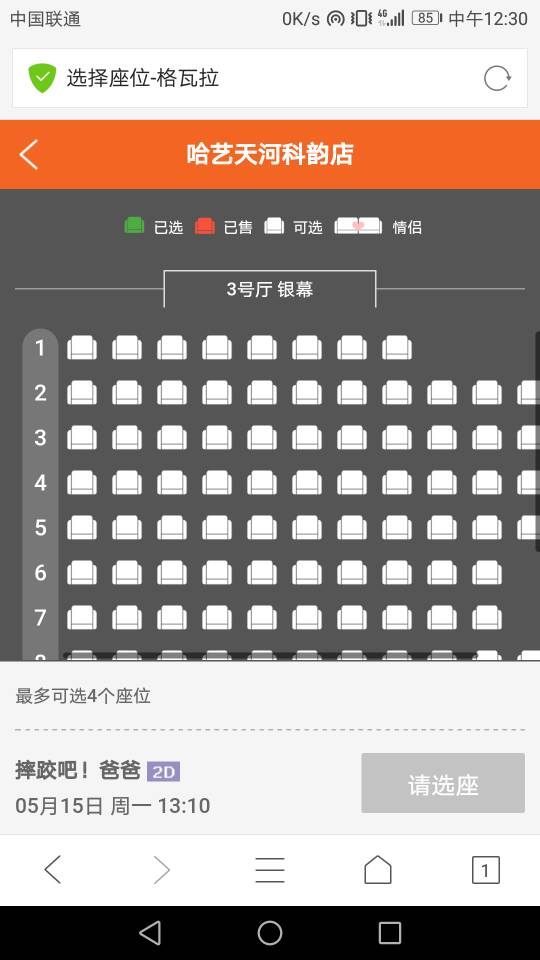 中国联通 0K/s 4G 85 中午12:30
选择座位-格瓦拉
哈艺天河科韵店
已选 已售 可选 情侣
3号厅 银幕
1
2
3
4
5
6
7
8
最多可选4个座位
摔跤吧！爸爸 2D
请选座
05月15日 周一 13:10
1